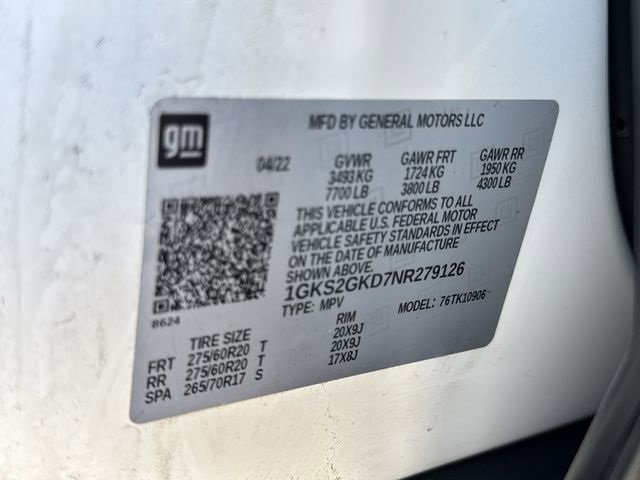 gm
MFD BY GENERAL MOTORS LLC
04/22 GVWR GAWR FRT GAWR RR
3493 KG 1724 KG 1950 KG
7700 LB 3800 LB 4300 LB
THIS VEHICLE CONFORMS TO ALL
APPLICABLE U.S. FEDERAL MOTOR
VEHICLE SAFETY STANDARDS IN EFFECT
ON THE DATE OF MANUFACTURE
SHOWN ABOVE.
1GKS2GKD7NR279126
TYPE: MPV MODEL: 76TK10906
8624
TIRE SIZE RIM
FRT 275/60R20 T 20X9J
RR 275/60R20 T 20X9J
SPA 265/70R17 S 17X8J